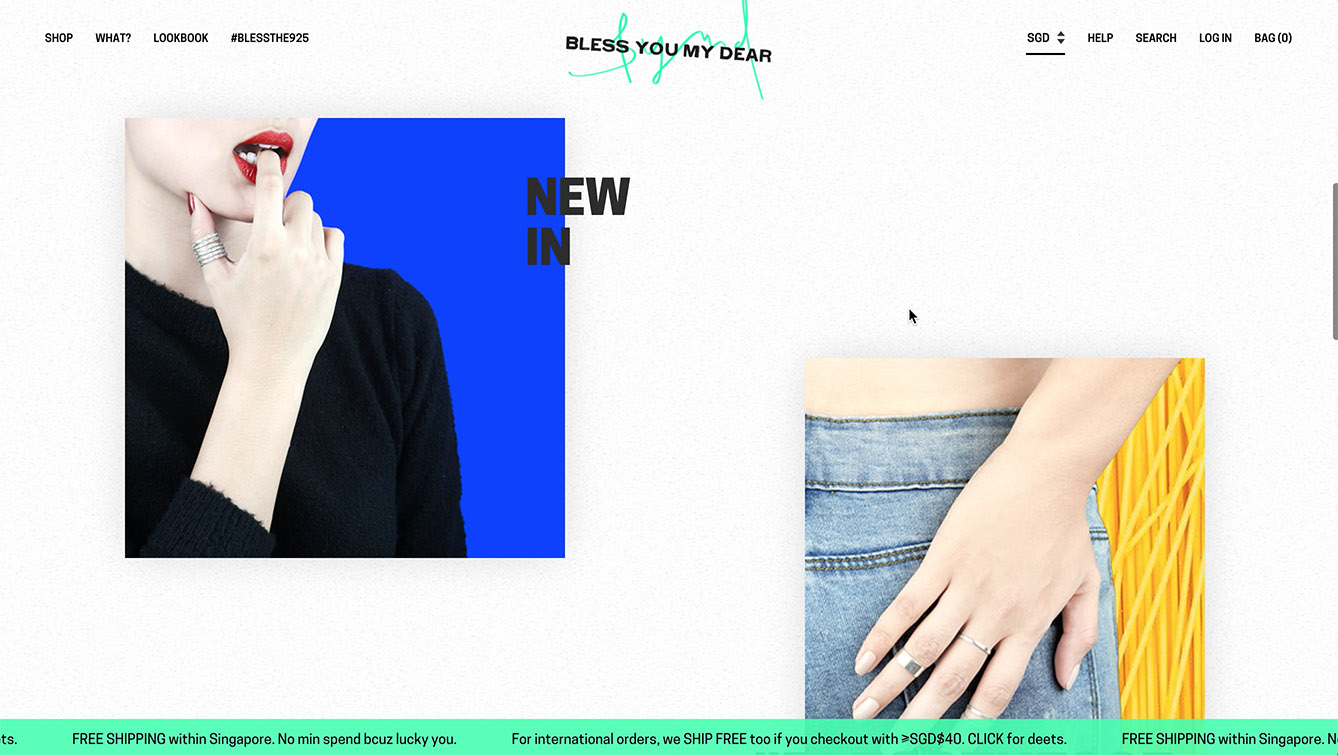 SHOP WHAT? LOOKBOOK #BLESSTHE925
BLESS YOU MY DEAR
SGD HELP SEARCH LOG IN BAG (0)
NEW
IN
ets. FREE SHIPPING within Singapore. No min spend bcuz lucky you. For international orders, we SHIP FREE too if you checkout with ≥SGD$40. CLICK for deets. FREE SHIPPING within Singapore. N